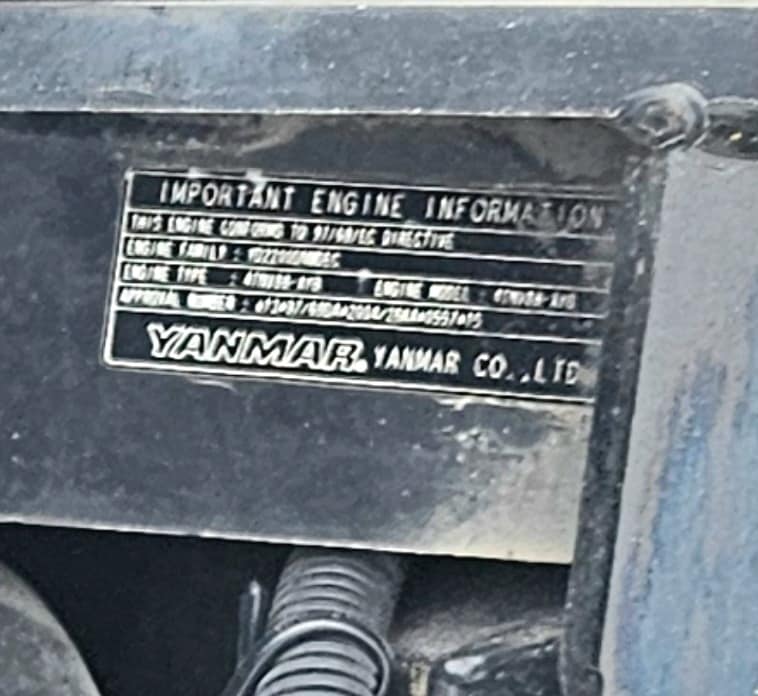 IMPORTANT ENGINE INFORMATION
THIS ENGINE CONFORMS TO 97/68/EC DIRECTIVE
ENGINE FAMILY :
ENGINE TYPE : ENGINE MODEL :
APPROVAL NUMBER :
YANMAR. YANMAR CO.,LTD